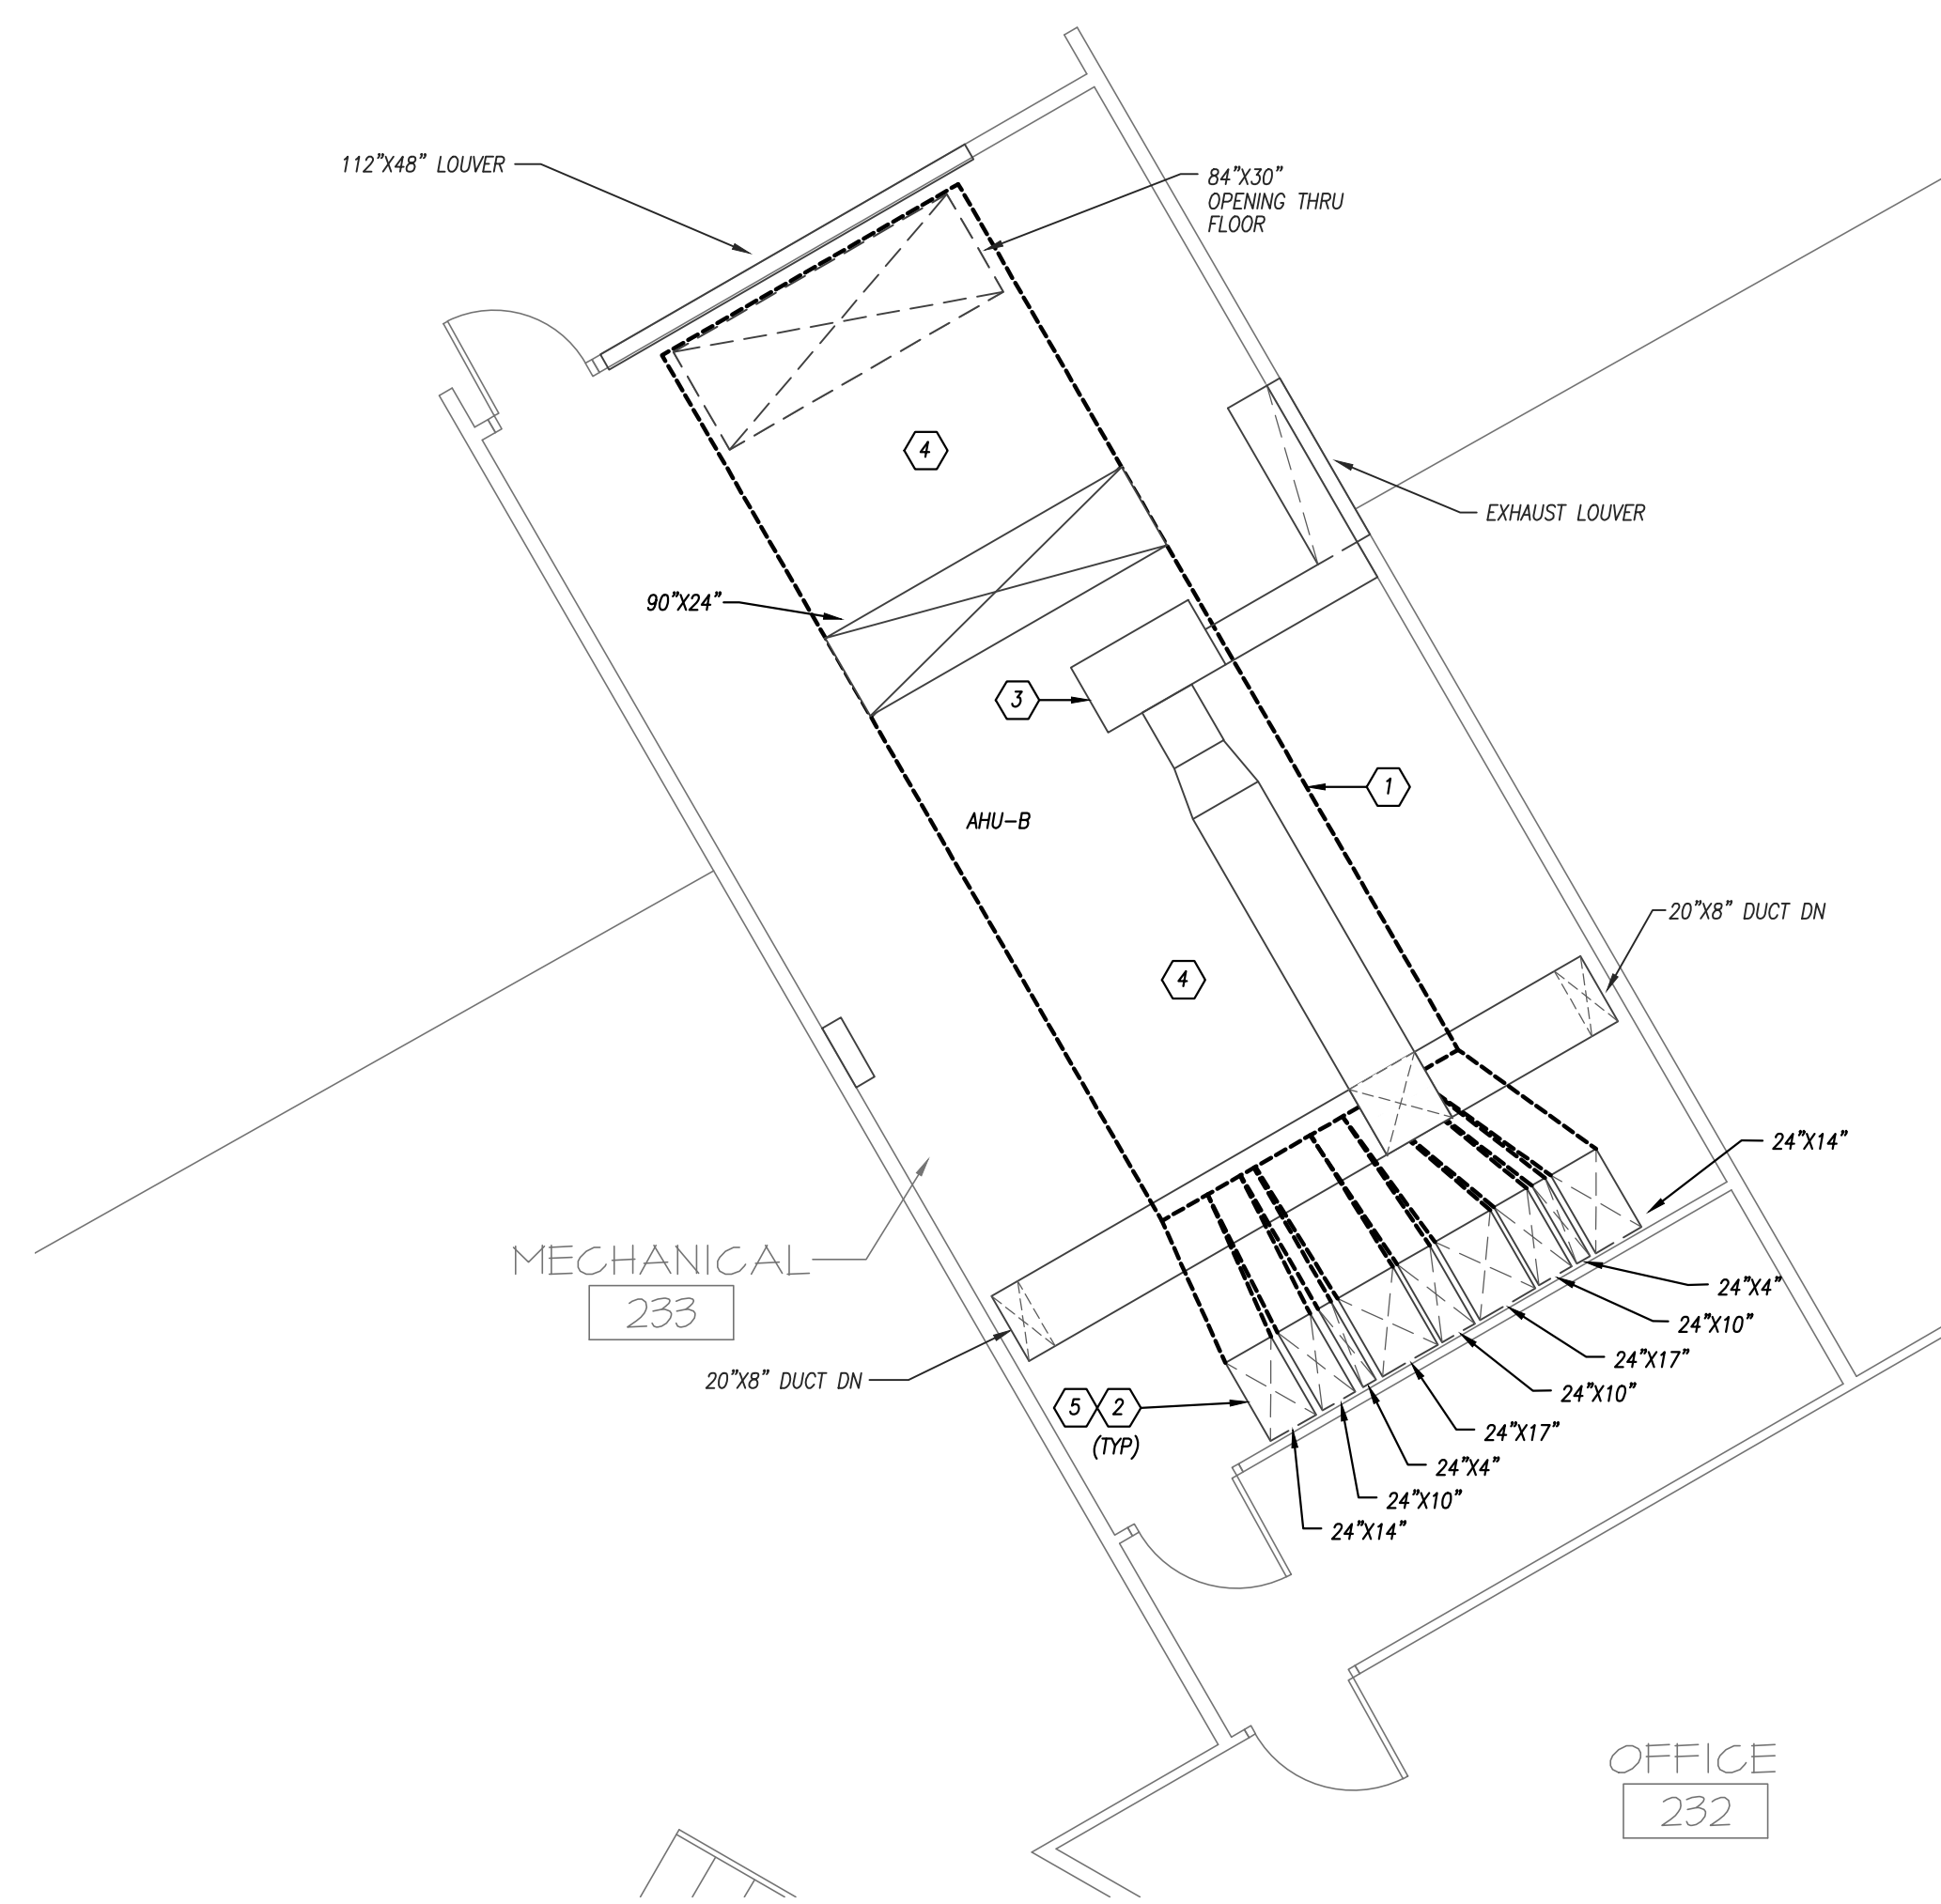 112"X48" LOUVER
84"X30"
OPENING THRU
FLOOR
4
EXHAUST LOUVER
90"X24"
3
1
AHU-B
20"X8" DUCT DN
4
24"X14"
MECHANICAL
233
24"X4"
24"X10"
24"X17"
20"X8" DUCT DN
24"X10"
5 2
(TYP)
24"X17"
24"X4"
24"X10"
24"X14"
OFFICE
232